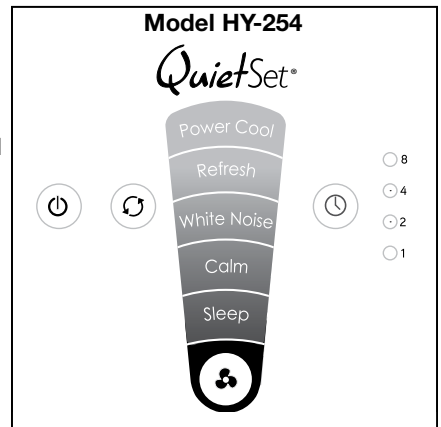 Model HY-254
QuietSet®
Power Cool
Refresh
White Noise
Calm
Sleep
8
4
2
1